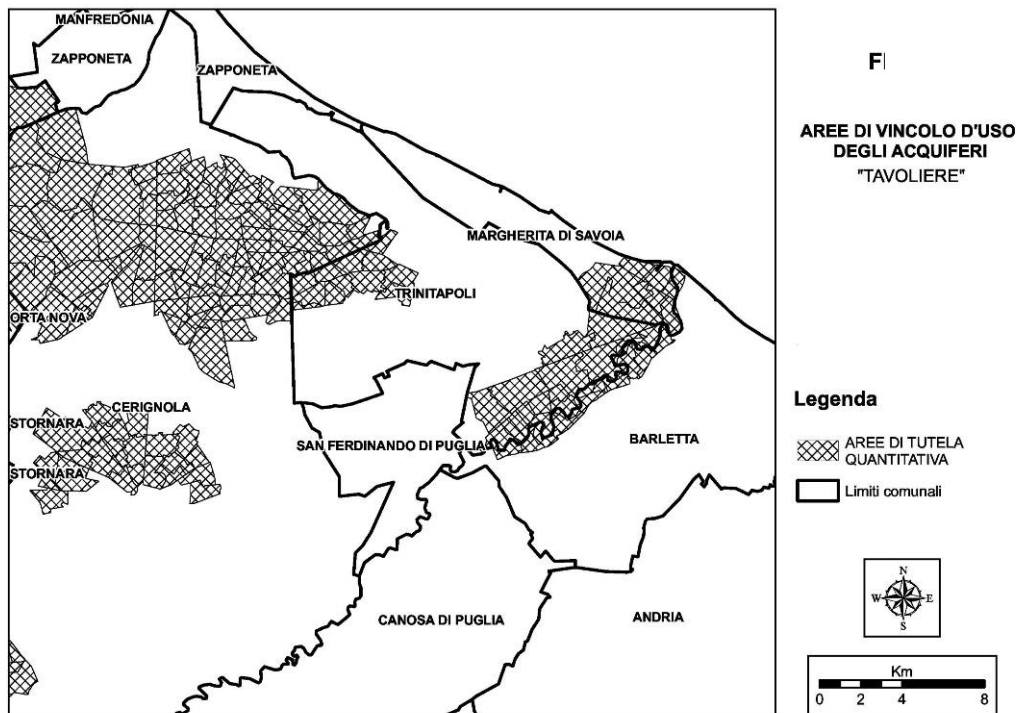 MANFREDONIA
ZAPPONETA
ZAPPONETA
MARGHERITA DI SAVOIA
TRINITAPOLI
ORTA NOVA
CERIGNOLA
STORNARA
SAN FERDINANDO DI PUGLIA
BARLETTA
STORNARA
CANOSA DI PUGLIA
ANDRIA
AREE DI VINCOLO D'USO
DEGLI ACQUIFERI
"TAVOLIERE"
Legenda
AREE DI TUTELA
QUANTITATIVA
Limiti comunali
N
W E
S
Km
0 2 4 8